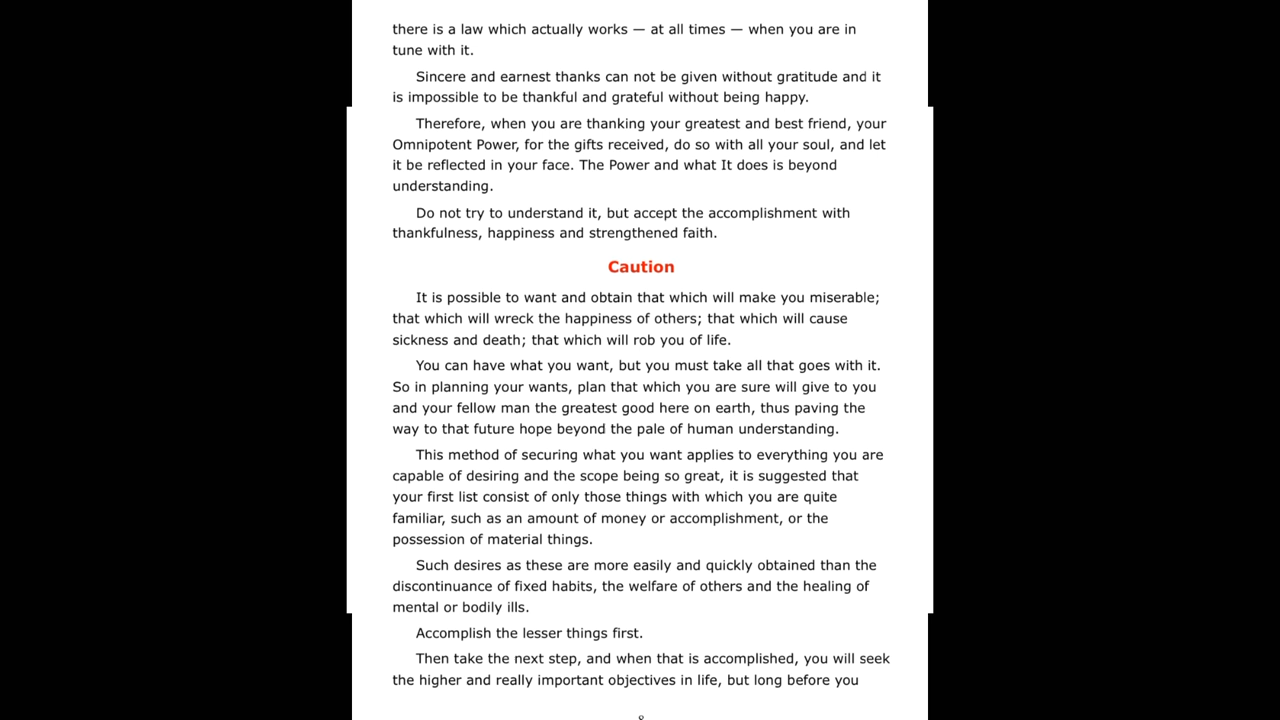 there is a law which actually works — at all times — when you are in
tune with it.
Sincere and earnest thanks can not be given without gratitude and it
is impossible to be thankful and grateful without being happy.
Therefore, when you are thanking your greatest and best friend, your
Omnipotent Power, for the gifts received, do so with all your soul, and let
it be reflected in your face. The Power and what It does is beyond
understanding.
Do not try to understand it, but accept the accomplishment with
thankfulness, happiness and strengthened faith.
Caution
It is possible to want and obtain that which will make you miserable;
that which will wreck the happiness of others; that which will cause
sickness and death; that which will rob you of life.
You can have what you want, but you must take all that goes with it.
So in planning your wants, plan that which you are sure will give to you
and your fellow man the greatest good here on earth, thus paving the
way to that future hope beyond the pale of human understanding.
This method of securing what you want applies to everything you are
capable of desiring and the scope being so great, it is suggested that
your first list consist of only those things with which you are quite
familiar, such as an amount of money or accomplishment, or the
possession of material things.
Such desires as these are more easily and quickly obtained than the
discontinuance of fixed habits, the welfare of others and the healing of
mental or bodily ills.
Accomplish the lesser things first.
Then take the next step, and when that is accomplished, you will seek
the higher and really important objectives in life, but long before you